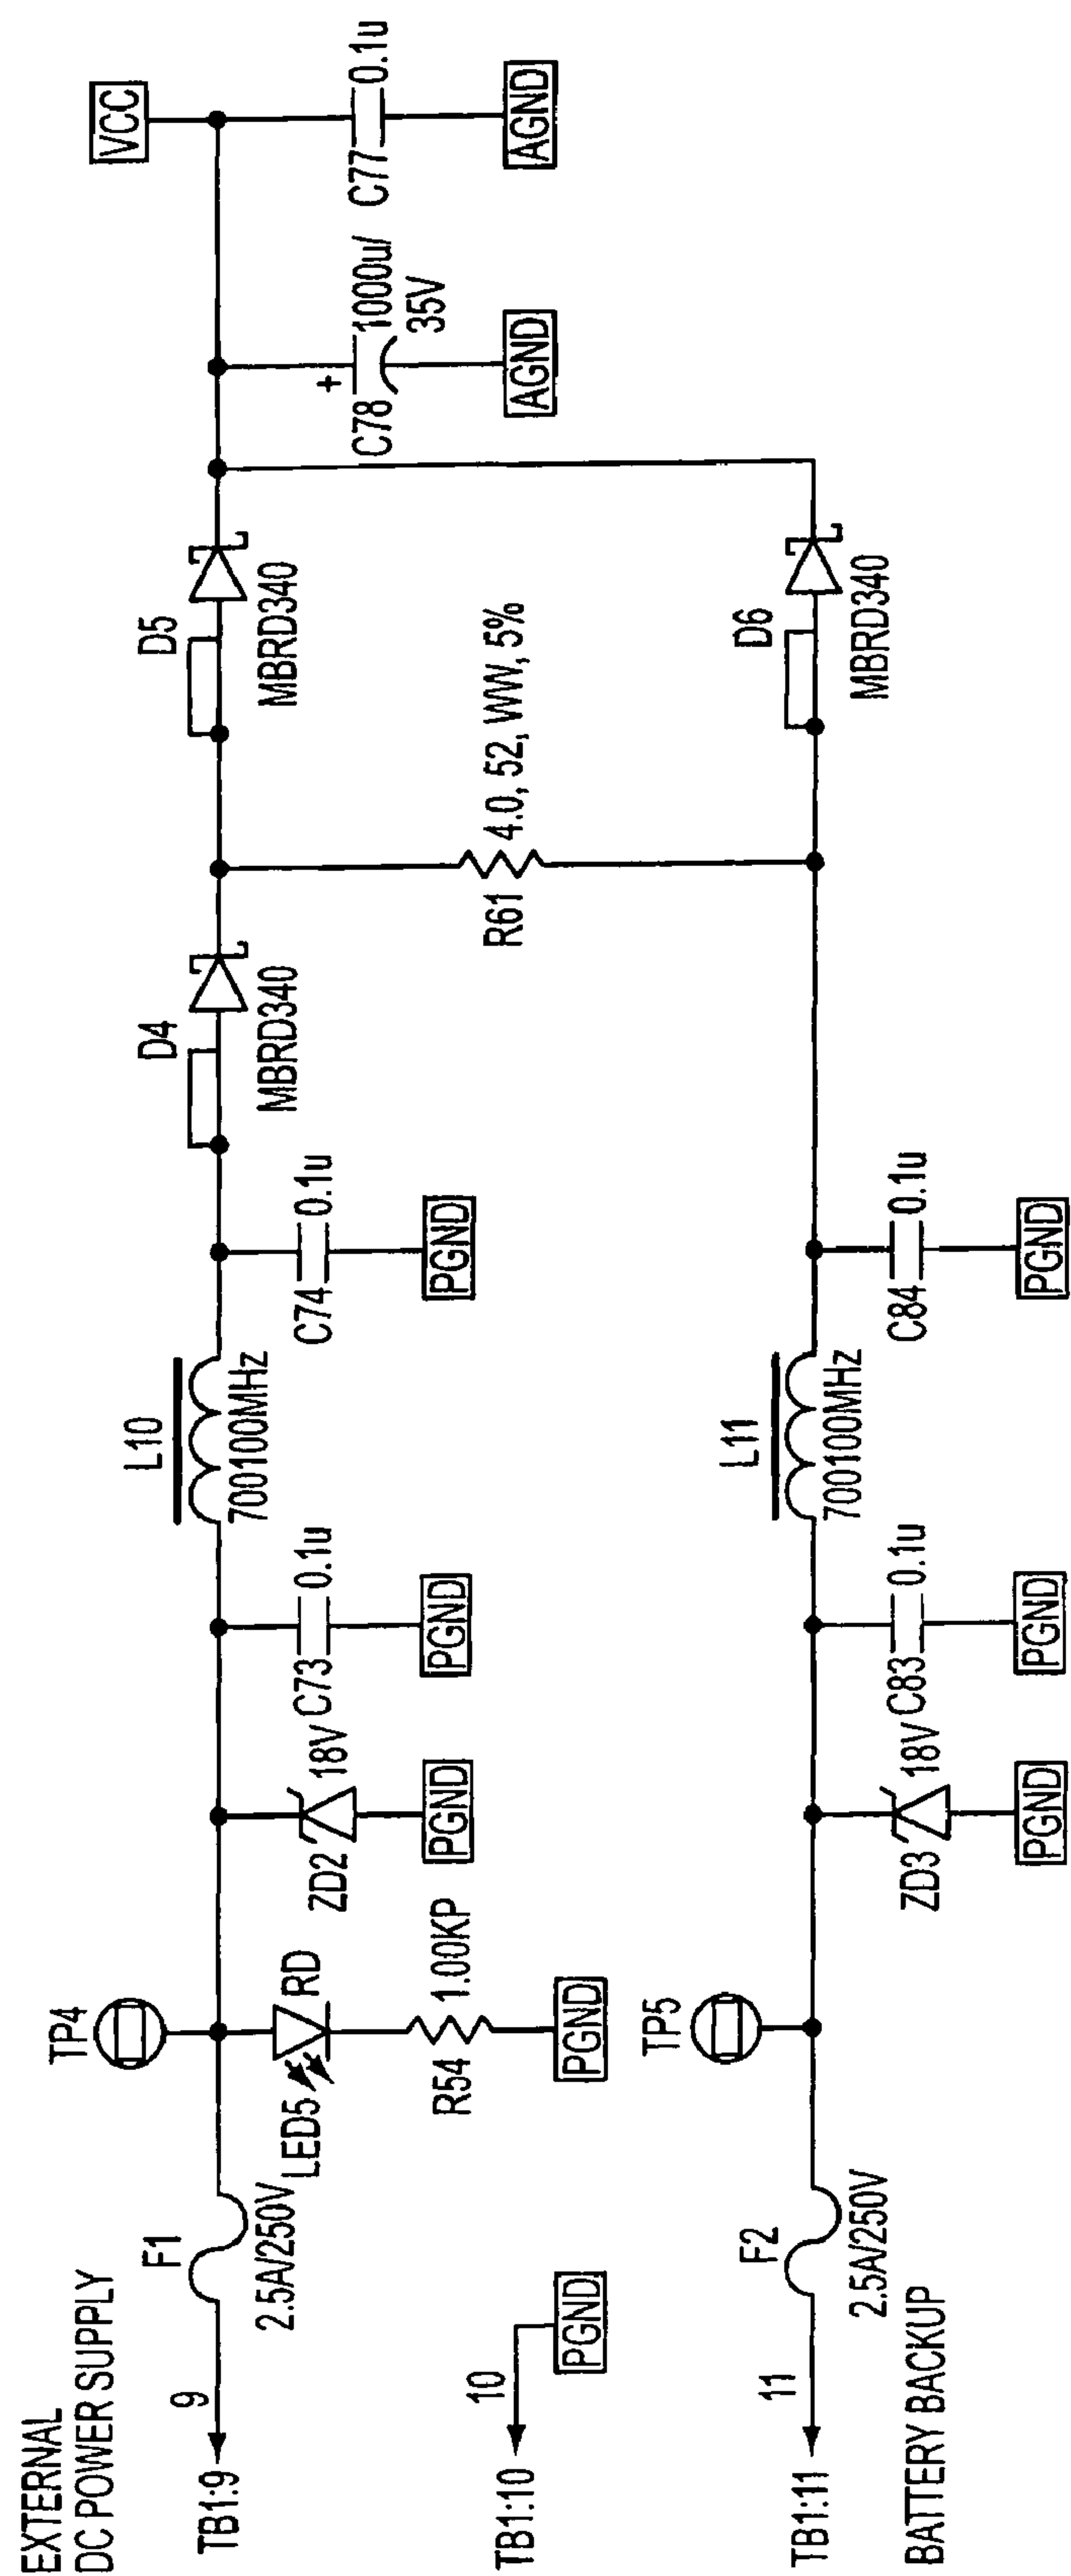 EXTERNAL
DC POWER SUPPLY
TB1:9
9
F1
2.5A/250V
TP4
LED5
RD
R54
1.00KP
PGND
ZD2
18V
PGND
C73
0.1u
PGND
L10
700100MHz
C74
0.1u
PGND
D4
MBRD340
D5
MBRD340
C78
+
1000u/
35V
AGND
VCC
C77
0.1u
AGND
TB1:10
10
PGND
R61
4.0, 52, WW, 5%
TB1:11
11
F2
2.5A/250V
BATTERY BACKUP
TP5
ZD3
18V
PGND
C83
0.1u
PGND
L11
700100MHz
C84
0.1u
PGND
D6
MBRD340